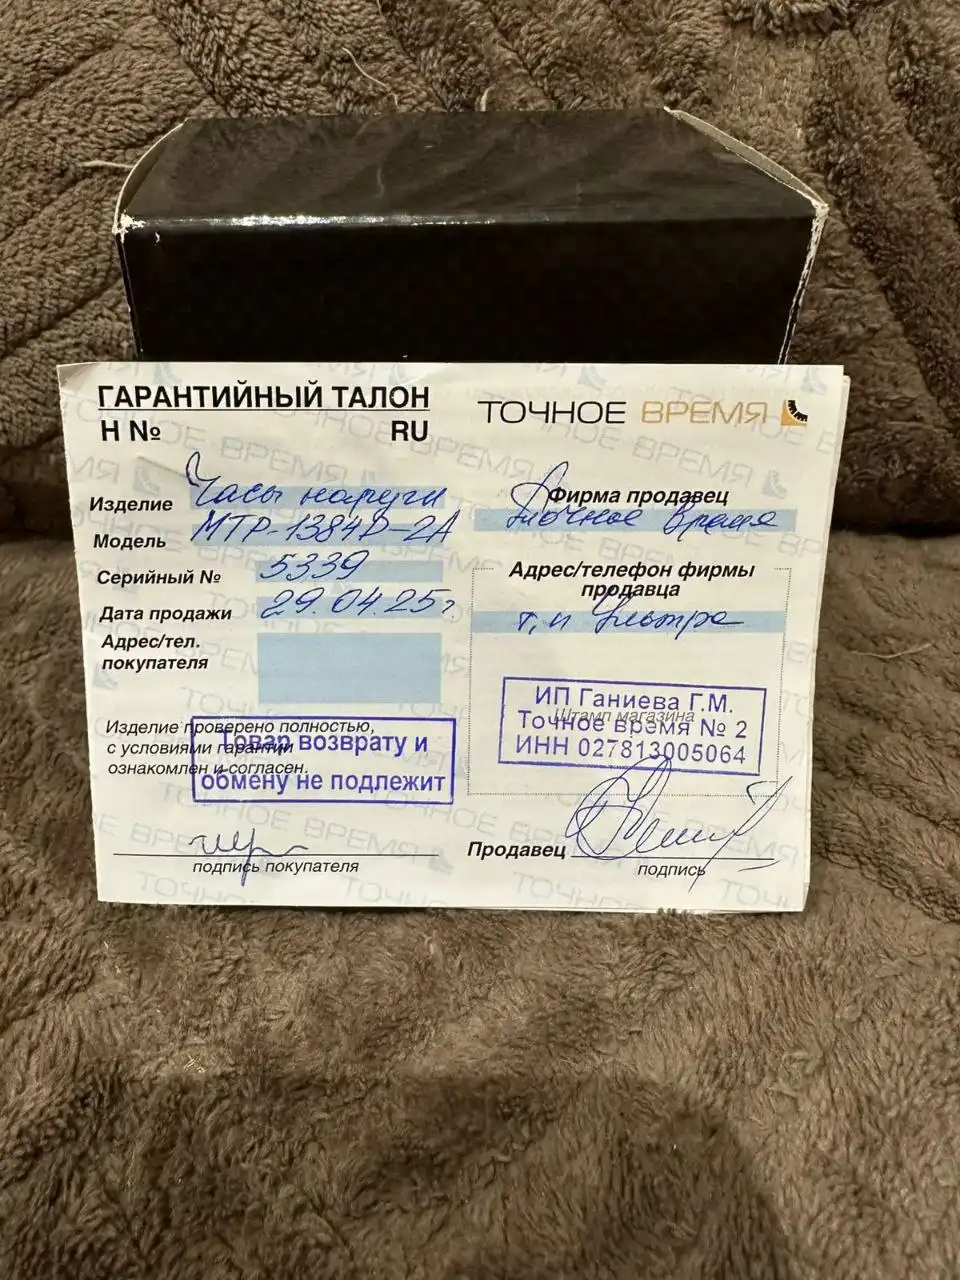 ГАРАНТИЙНЫЙ ТАЛОН
Н № RU
Изделие Часы наручн
Модель МТР-1384D-2A
Серийный № 5339
Дата продажи 29.04.25г.
Адрес/тел.
покупателя
Изделие проверено полностью,
с условиями гарантии
ознакомлен и согласен.
Товар возврату и
обмену не подлежит
подпись покупателя
ТОЧНОЕ ВРЕМЯ
Фирма продавец
Точное Время
Адрес/телефон фирмы
продавца
Ультра
Штамп магазина
ИП Ганиева Г.М.
Точное время № 2
ИНН 027813005064
Продавец
подпись